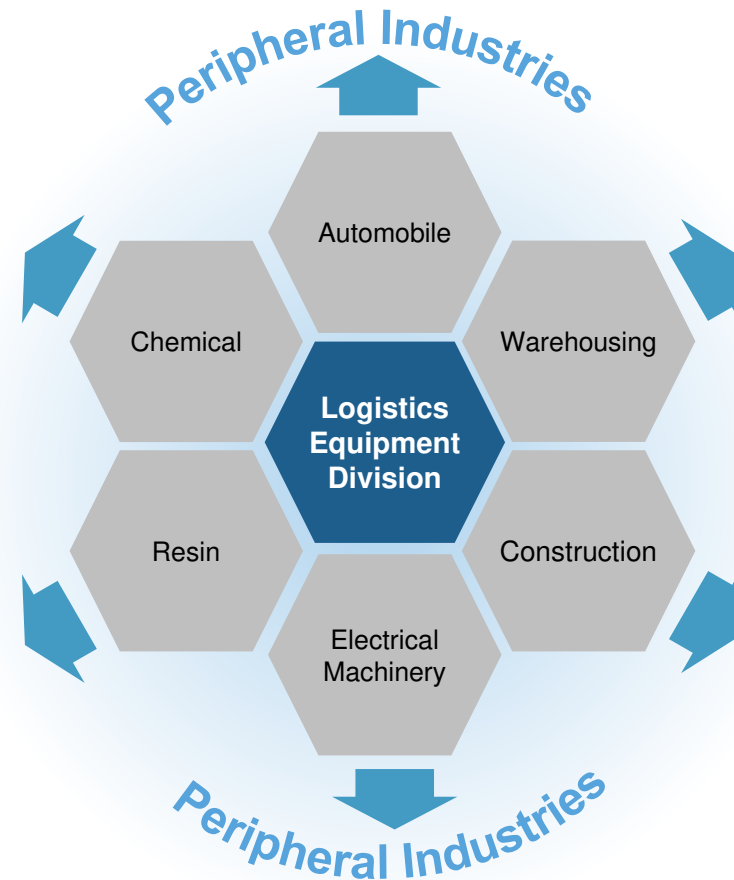 Peripheral Industries
Automobile
Chemical
Warehousing
Logistics
Equipment
Division
Resin
Construction
Electrical
Machinery
Peripheral Industries